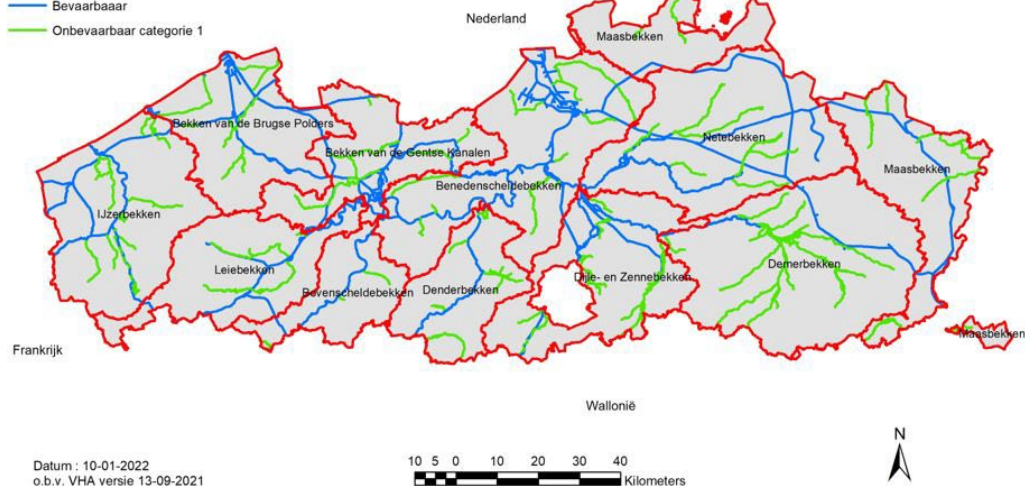 Bevaarbaaar
Onbevaarbaar categorie 1
Nederland
Maasbekken
Bekken van de Brugse Polders
Netebekken
Bekken van de Gentse Kanalen
Maasbekken
Benedenscheldebekken
IJzerbekken
Leiebekken
Bovenscheldebekken
Denderbekken
Dijle- en Zennebekken
Demerbekken
Maasbekken
Frankrijk
Wallonië
N
Datum : 10-01-2022
o.b.v. VHA versie 13-09-2021
10 5 0 10 20 30 40
Kilometers